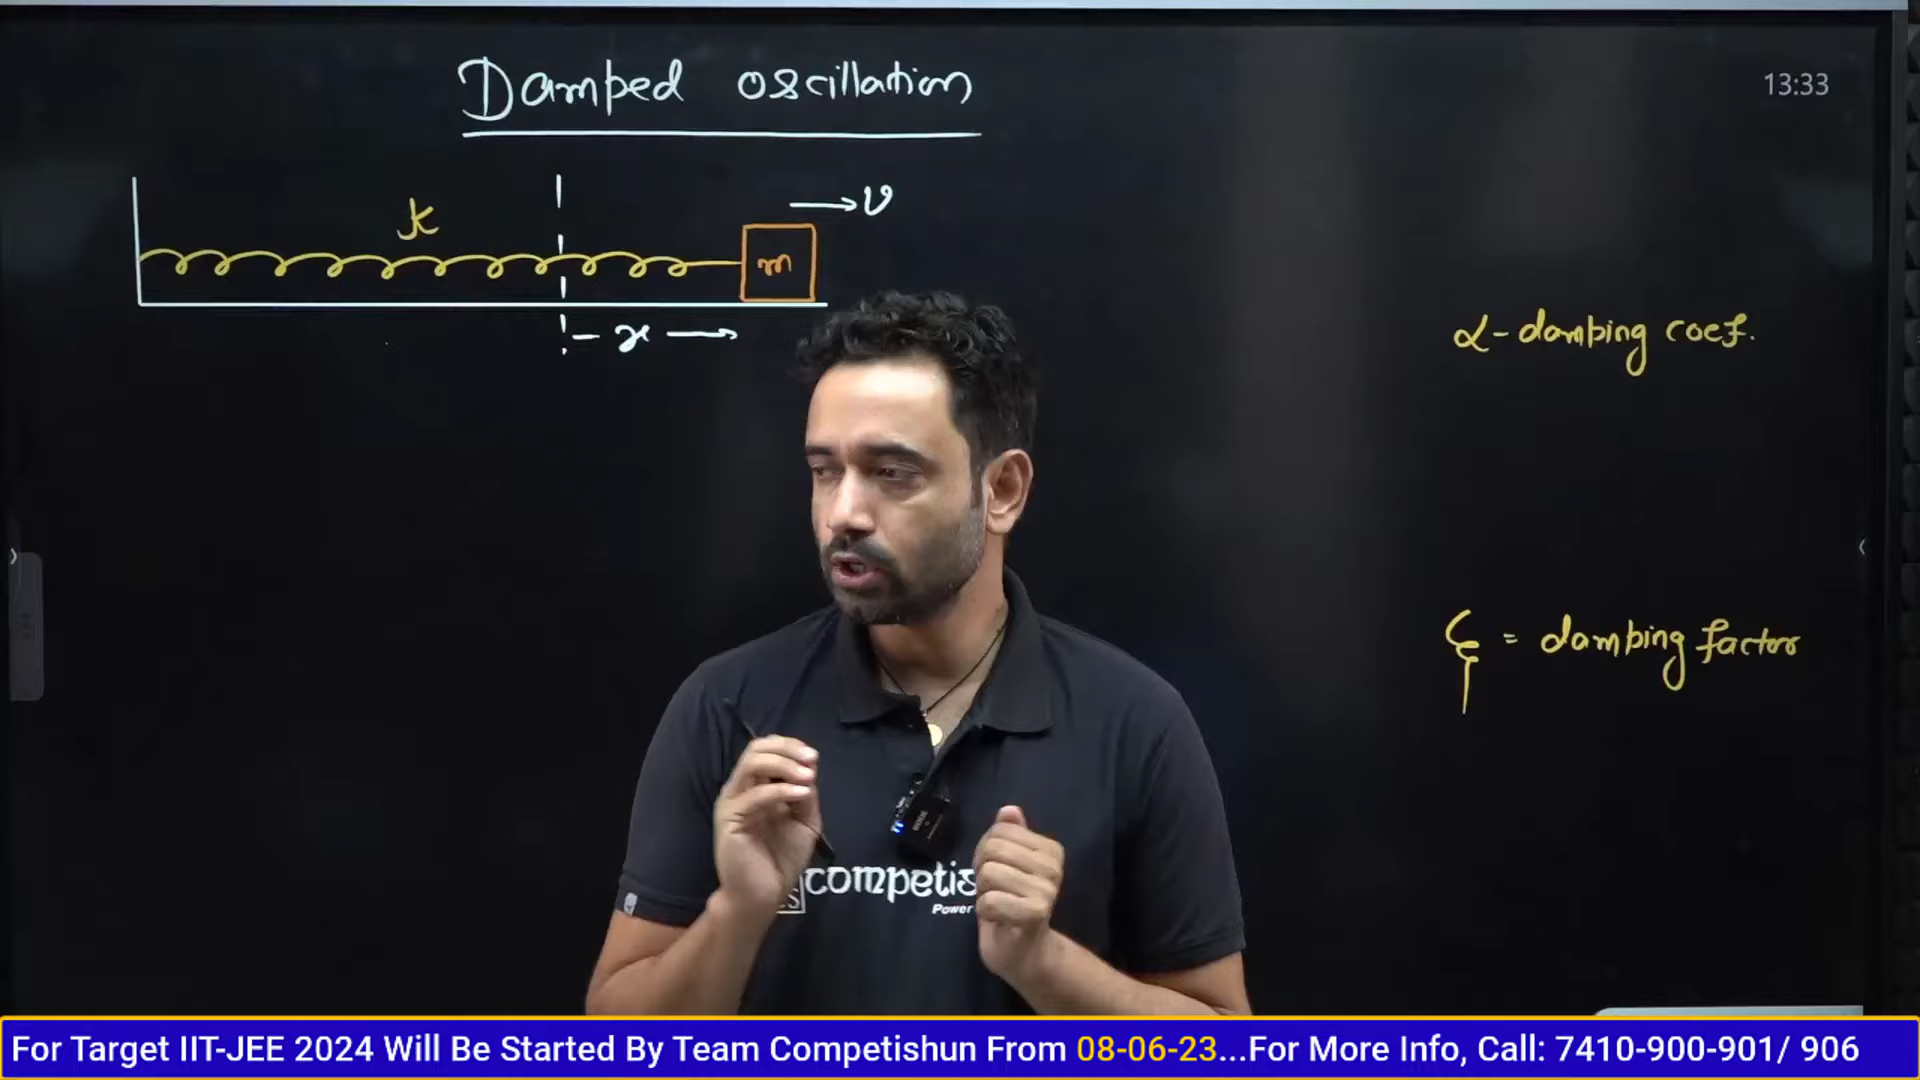 Damped oscillation
13:33
k
→ v
m
x →
α - damping coef.
ξ = damping factor
competis
Power
For Target IIT-JEE 2024 Will Be Started By Team Competishun From 08-06-23...For More Info, Call: 7410-900-901/ 906